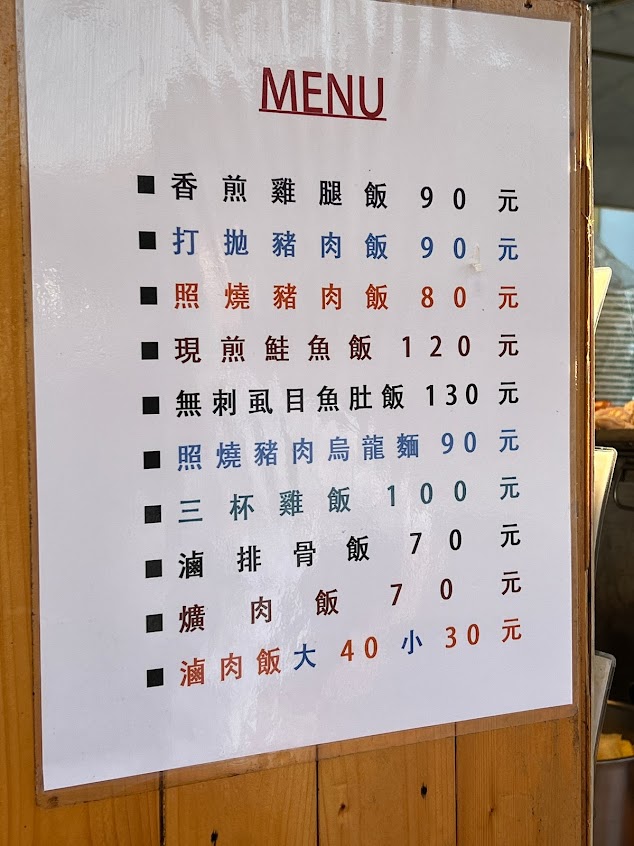 MENU
■香煎雞腿飯 90 元
■打拋豬肉飯 90 元
■照燒豬肉飯 80 元
■現煎鮭魚飯 120 元
■無刺虱目魚肚飯 130 元
■照燒豬肉烏龍麵 90 元
■三杯雞飯 100 元
■滷排骨飯 70 元
■爌肉飯 70 元
■滷肉飯大 40 小 30 元